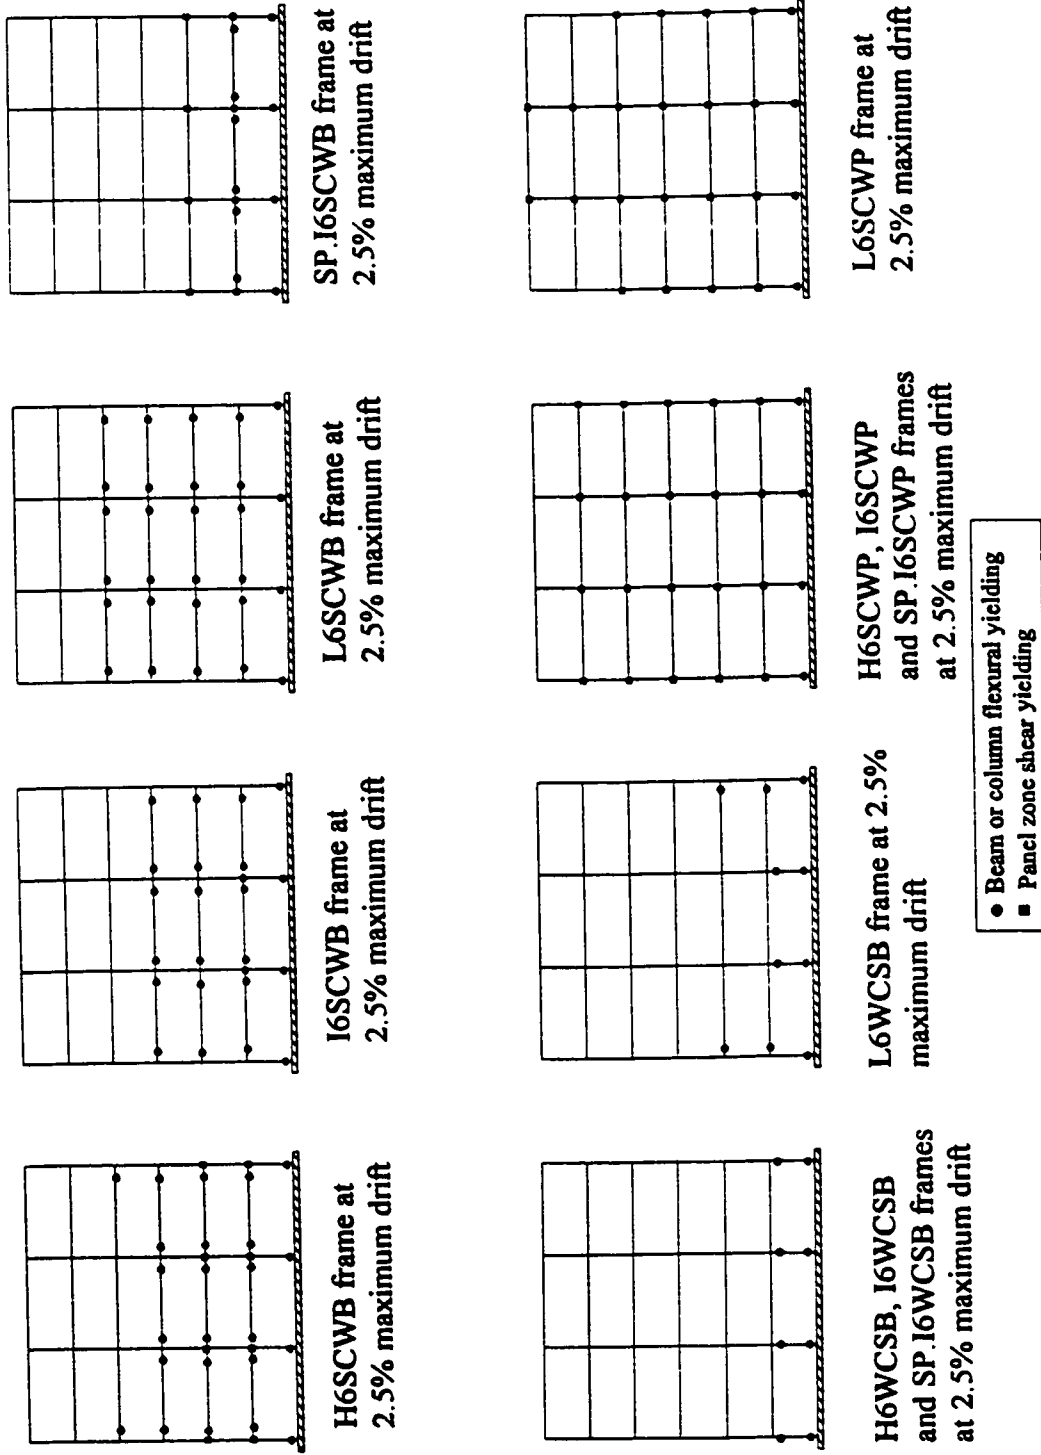 H6SCWB frame at
2.5% maximum drift
I6SCWB frame at
2.5% maximum drift
L6SCWB frame at
2.5% maximum drift
SP.I6SCWB frame at
2.5% maximum drift
H6WCSB, I6WCSB
and SP.I6WCSB frames
at 2.5% maximum drift
L6WCSB frame at 2.5%
maximum drift
H6SCWP, I6SCWP
and SP.I6SCWP frames
at 2.5% maximum drift
L6SCWP frame at
2.5% maximum drift
● Beam or column flexural yielding
■ Panel zone shear yielding